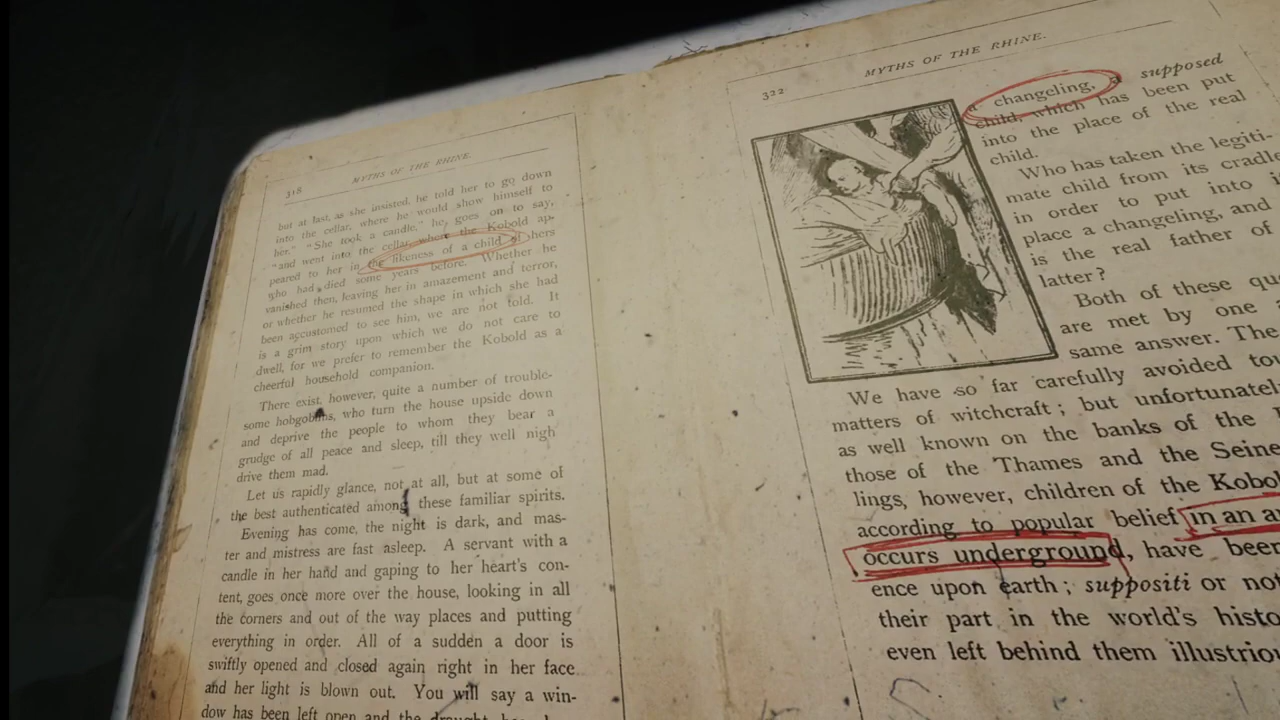 318
MYTHS OF THE RHINE.
but at last, as she insisted, he told her to go down
into the cellar, where he would show himself to
her." "She took a candle," he goes on to say,
"and went into the cellar where the Kobold ap,
peared to her in the likeness of a child of hers
who had died some years before. Whether he
vanished then, leaving her in amazement and terror,
or whether he resumed the shape in which she had
been accustomed to see him, we are not told. It
is a grim story upon which we do not care to
dwell, for we prefer to remember the Kobold as a
cheerful household companion.
There exist, however, quite a number of trouble-
some hobgoblins, who turn the house upside down
and deprive the people to whom they bear a
grudge of all peace and sleep, till they well nigh
drive them mad.
Let us rapidly glance, not at all, but at some of
the best authenticated among these familiar spirits.
Evening has come, the night is dark, and mas-
ter and mistress are fast asleep. A servant with a
candle in her hand and gaping to her heart's con-
tent, goes once more over the house, looking in all
the corners and out of the way places and putting
everything in order. All of a sudden a door is
swiftly opened and closed again right in her face
and her light is blown out. You will say a win-
dow has been left open and the draught has
322
MYTHS OF THE RHINE.
a changeling, a supposed
child, which has been put
into the place of the real
child.
Who has taken the legiti-
mate child from its cradle
in order to put into i
place a changeling, and
is the real father of
latter?
Both of these qu
are met by one
same answer. The
We have so far carefully avoided tou
matters of witchcraft; but unfortunatel
as well known on the banks of the
those of the Thames and the Seine
lings, however, children of the Kobol
according to popular belief in an a
occurs underground, have been
ence upon earth; suppositi or not
their part in the world's histo
even left behind them illustriou